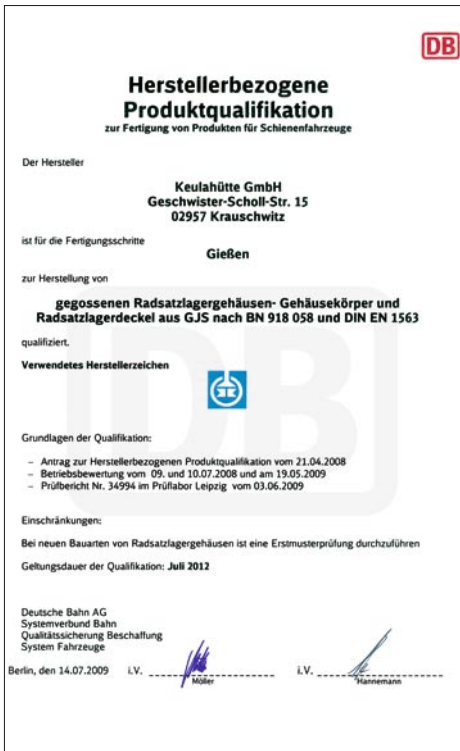 DB
Herstellerbezogene
Produktqualifikation
zur Fertigung von Produkten für Schienenfahrzeuge
Der Hersteller
Keulahütte GmbH
Geschwister-Scholl-Str. 15
02957 Krauschwitz
ist für die Fertigungsschritte
Gießen
zur Herstellung von
gegossenen Radsatzlagergehäusen- Gehäusekörper und
Radsatzlagerdeckel aus GJS nach BN 918 058 und DIN EN 1563
qualifiziert.
Verwendetes Herstellerzeichen
Grundlagen der Qualifikation:
– Antrag zur Herstellerbezogenen Produktqualifikation vom 21.04.2008
– Betriebsbewertung vom 09. und 10.07.2008 und am 19.05.2009
– Prüfbericht Nr. 34994 im Prüflabor Leipzig vom 03.06.2009
Einschränkungen:
Bei neuen Bauarten von Radsatzlagergehäusen ist eine Erstmusterprüfung durchzuführen
Geltungsdauer der Qualifikation: Juli 2012
Deutsche Bahn AG
Systemverbund Bahn
Qualitätssicherung Beschaffung
System Fahrzeuge
Berlin, den 14.07.2009 i.V. i.V.
Möller Hannemann